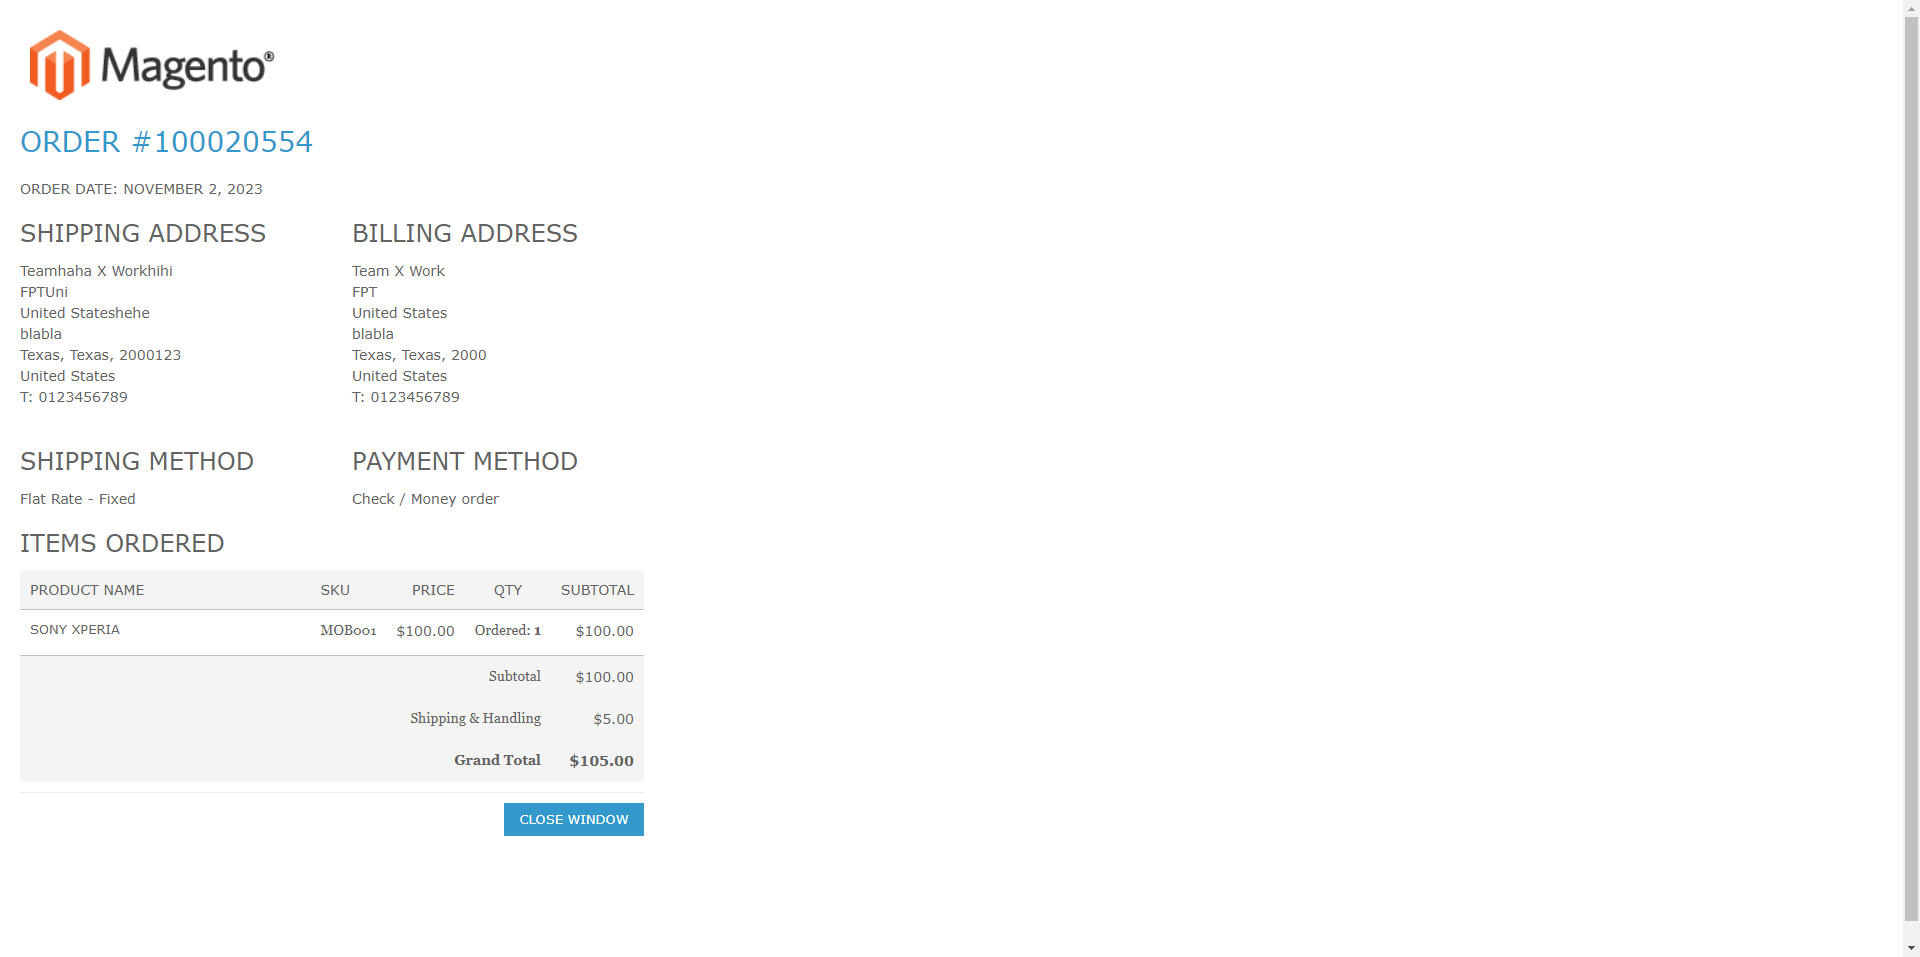 Magento®
ORDER #100020554
ORDER DATE: NOVEMBER 2, 2023
SHIPPING ADDRESS
Teamhaha X Workhihi
FPTUni
United Stateshehe
blabla
Texas, Texas, 2000123
United States
T: 0123456789
BILLING ADDRESS
Team X Work
FPT
United States
blabla
Texas, Texas, 2000
United States
T: 0123456789
SHIPPING METHOD
Flat Rate - Fixed
PAYMENT METHOD
Check / Money order
ITEMS ORDERED
PRODUCT NAME SKU PRICE QTY SUBTOTAL
SONY XPERIA MOB001 $100.00 Ordered: 1 $100.00
Subtotal $100.00
Shipping & Handling $5.00
Grand Total $105.00
CLOSE WINDOW